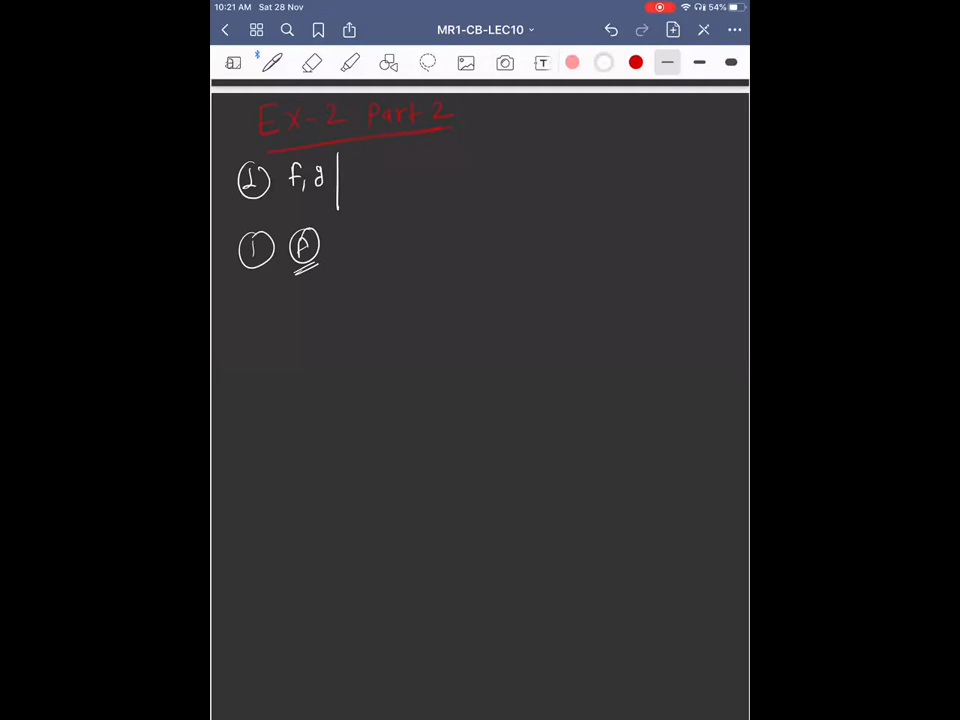 10:21 AM Sat 28 Nov 54%
MR1-CB-LEC10
T
Ex-2 Part 2
① f, g
① A